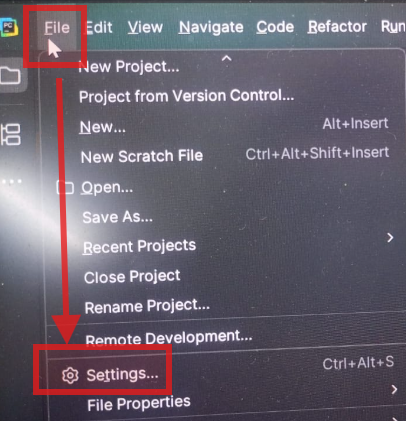 PC
File Edit View Navigate Code Refactor Run
New Project...
Project from Version Control...
New... Alt+Insert
New Scratch File Ctrl+Alt+Shift+Insert
Open...
Save As...
Recent Projects
Close Project
Rename Project...
Remote Development...
Settings... Ctrl+Alt+S
File Properties